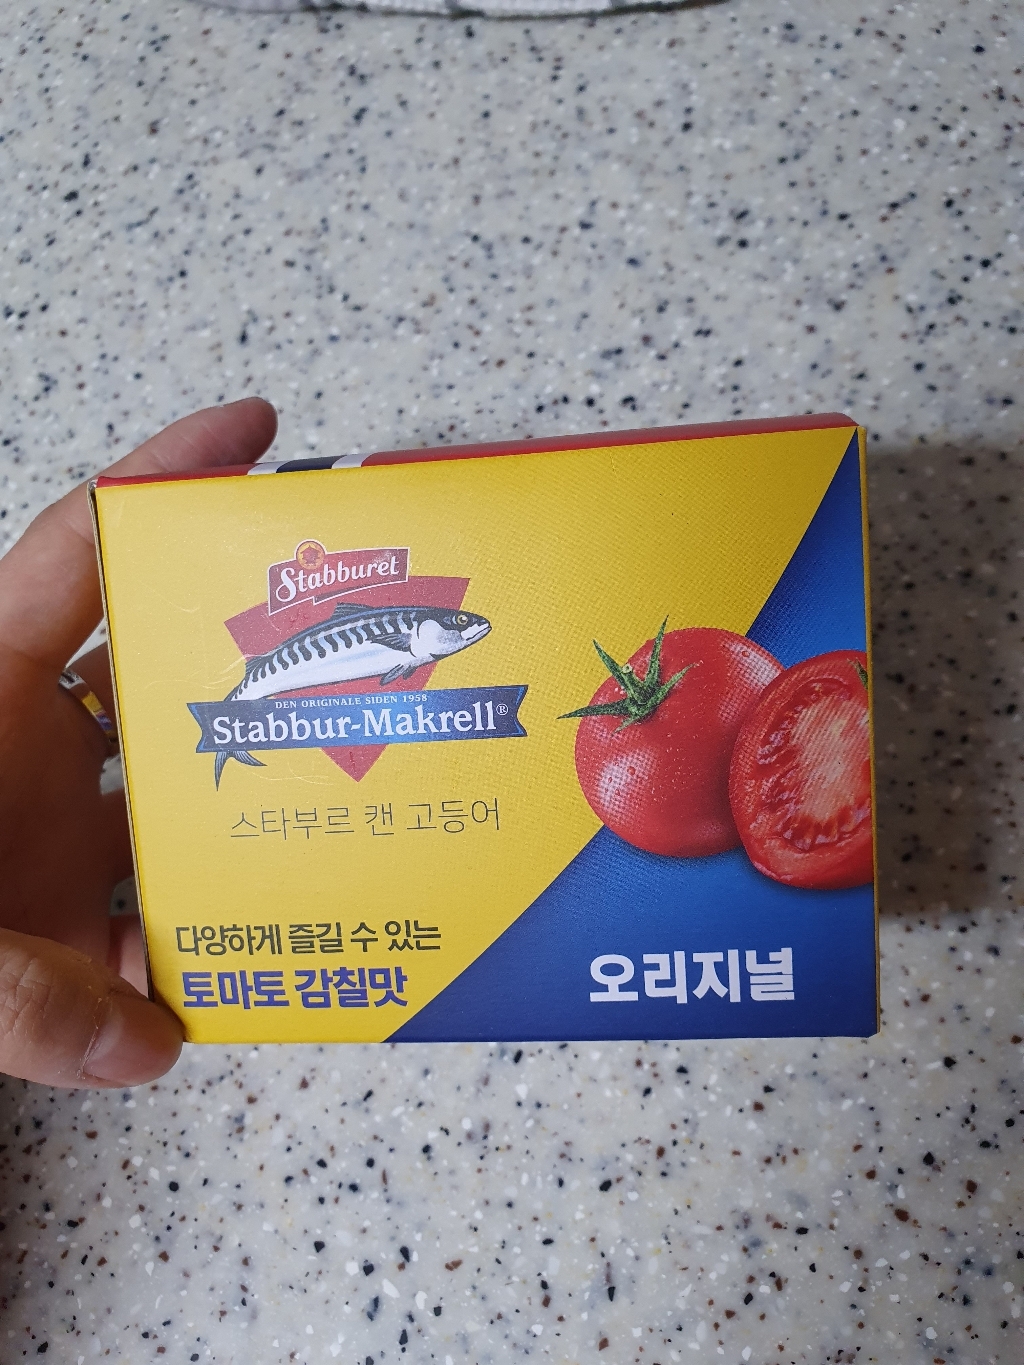 Stabburet
DEN ORIGINALE SIDEN 1958
Stabbur-Makrell®
스타부르 캔 고등어
다양하게 즐길 수 있는
토마토 감칠맛
오리지널